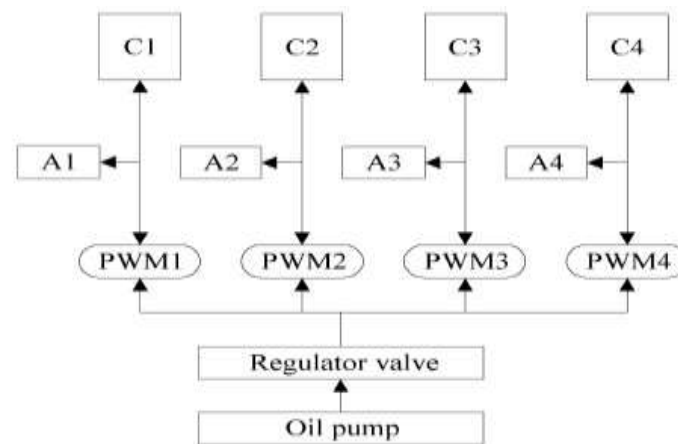 C1 C2 C3 C4
A1 A2 A3 A4
PWM1 PWM2 PWM3 PWM4
Regulator valve
Oil pump